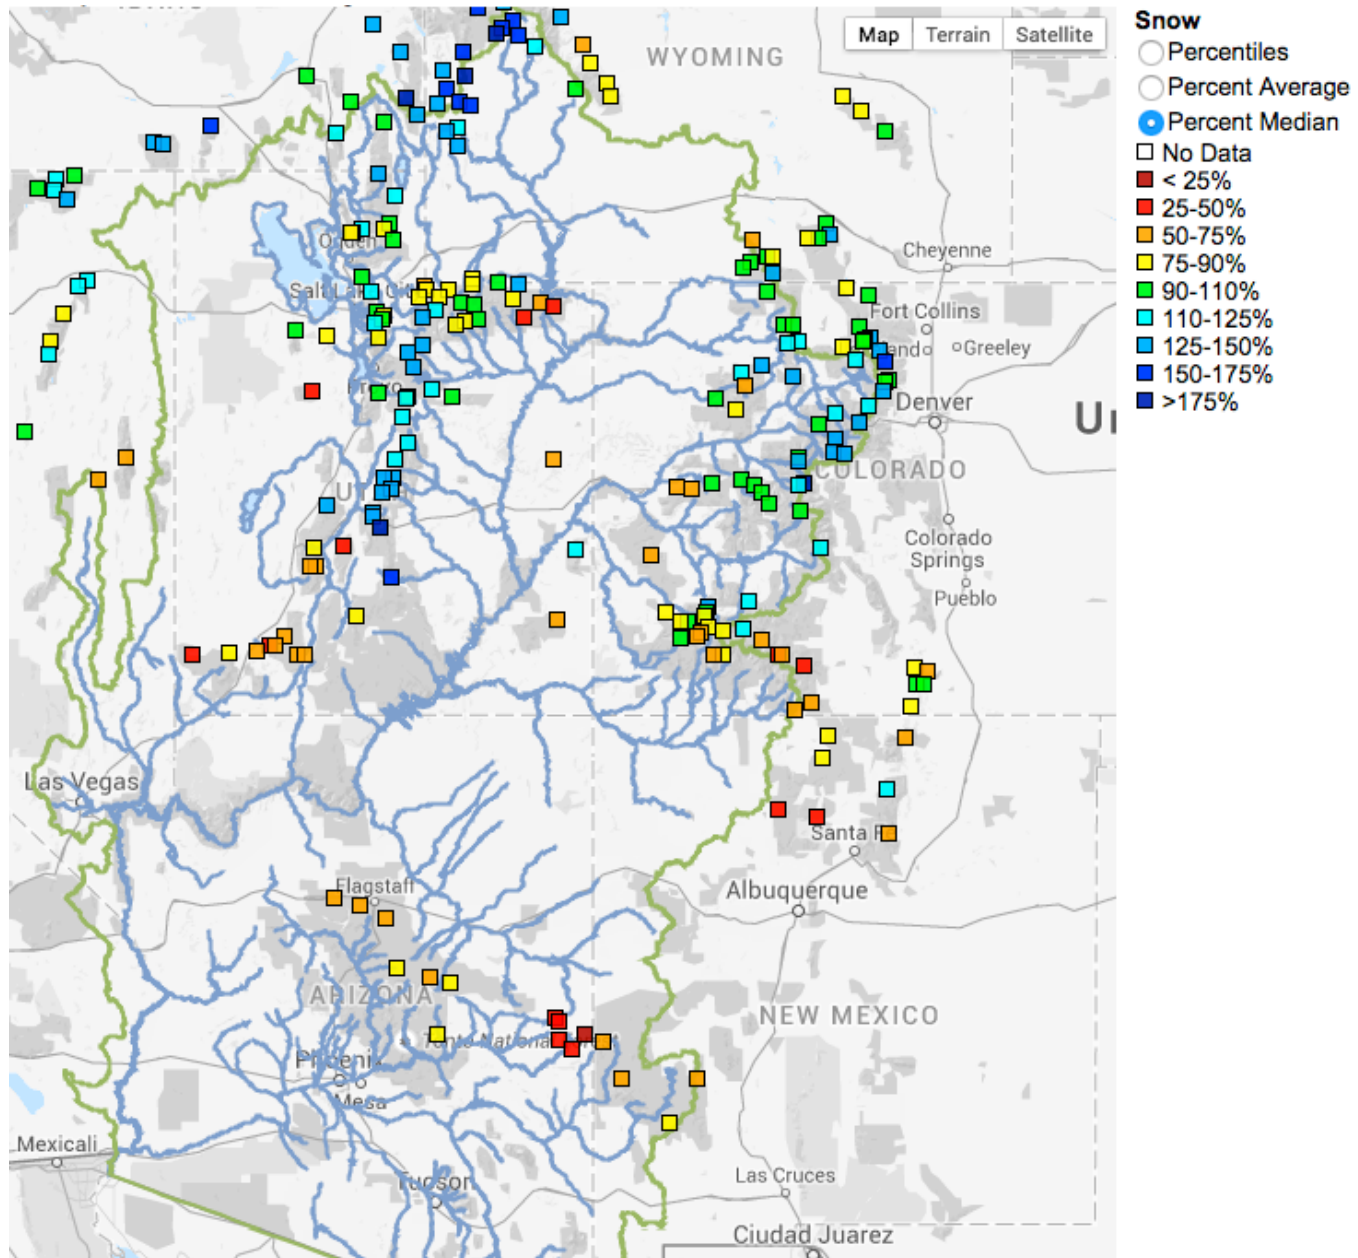 WYOMING
Map
Terrain
Satellite
Snow
Percentiles
Percent Average
Percent Median
No Data
< 25%
25-50%
50-75%
75-90%
90-110%
110-125%
125-150%
150-175%
>175%
Cheyenne
Fort Collins
Greeley
Denver
COLORADO
Colorado
Springs
Pueblo
Las Vegas
Santa
Albuquerque
Flagstaff
ARIZONA
NEW MEXICO
Phoenix
Mesa
Mexicali
Tucson
Las Cruces
Ciudad Juarez